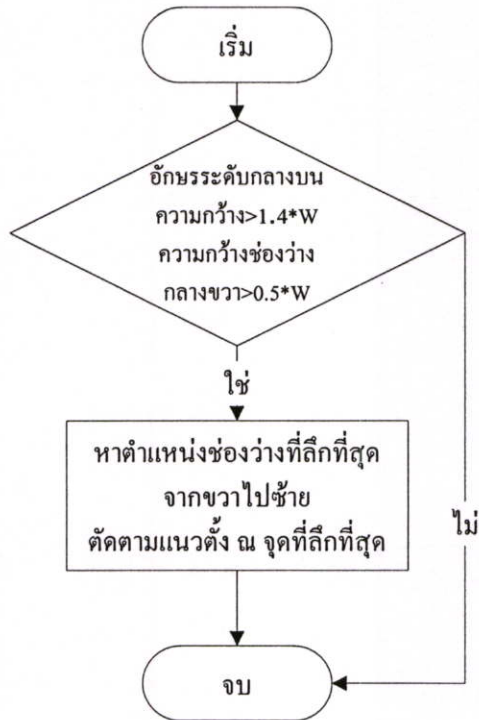 เริ่ม
อักษรระดับกลางบน
ความกว้าง>1.4*W
ความกว้างช่องว่าง
กลางขวา>0.5*W
ใช่
หาตำแหน่งช่องว่างที่ลึกที่สุด
จากขวาไปซ้าย
ตัดตามแนวตั้ง ณ จุดที่ลึกที่สุด
ไม่
จบ